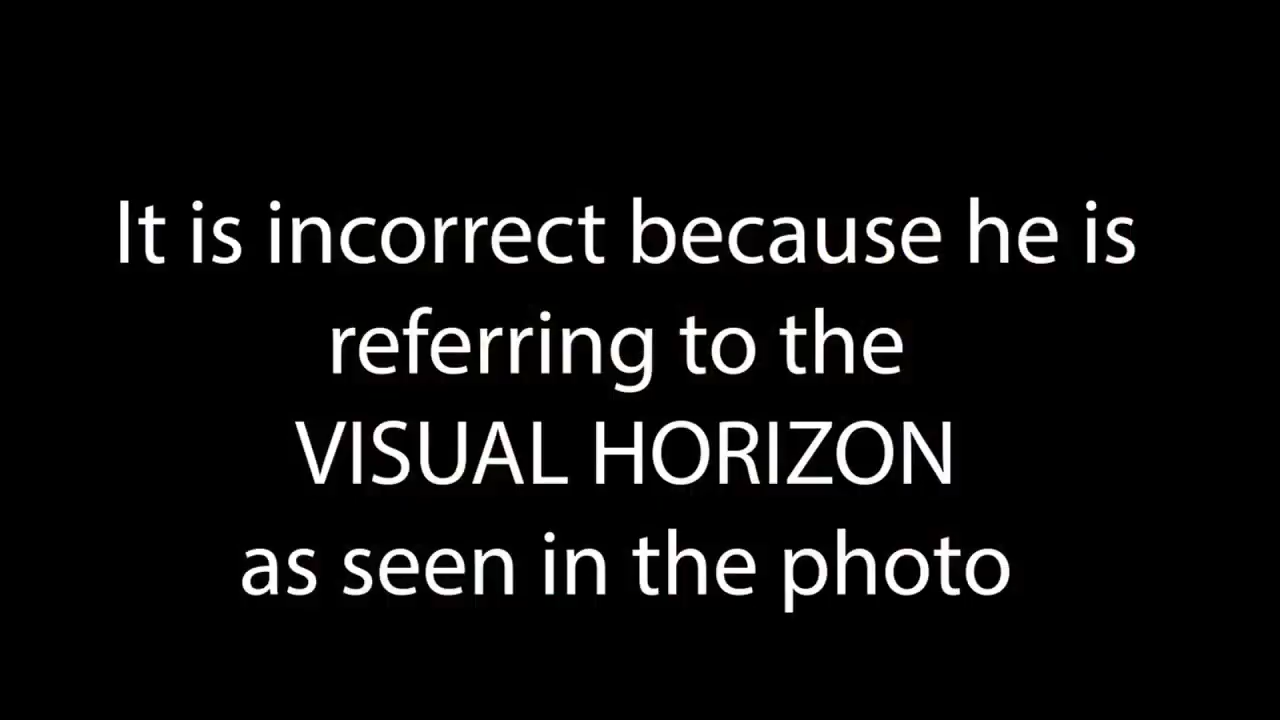 It is incorrect because he is
referring to the
VISUAL HORIZON
as seen in the photo